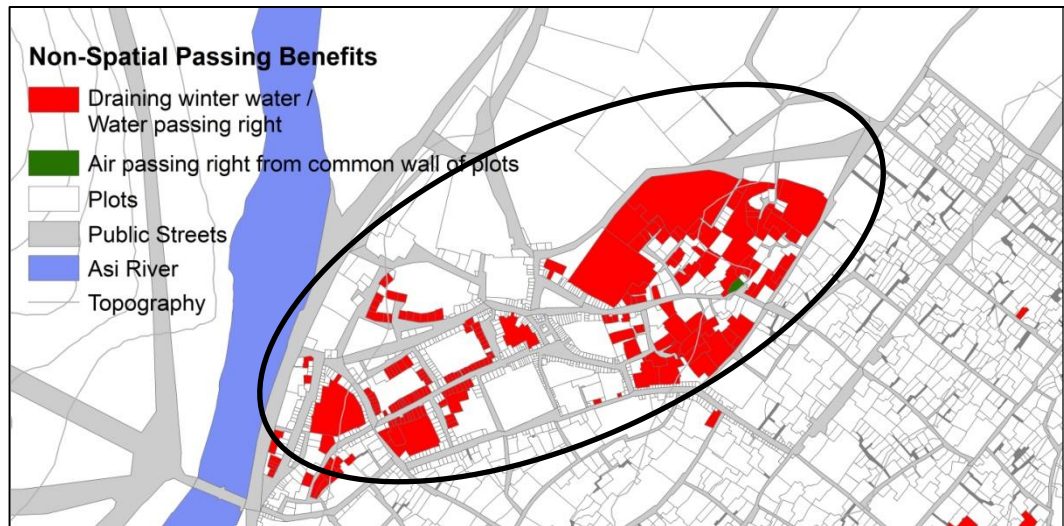 Non-Spatial Passing Benefits
Draining winter water /
Water passing right
Air passing right from common wall of plots
Plots
Public Streets
Asi River
Topography